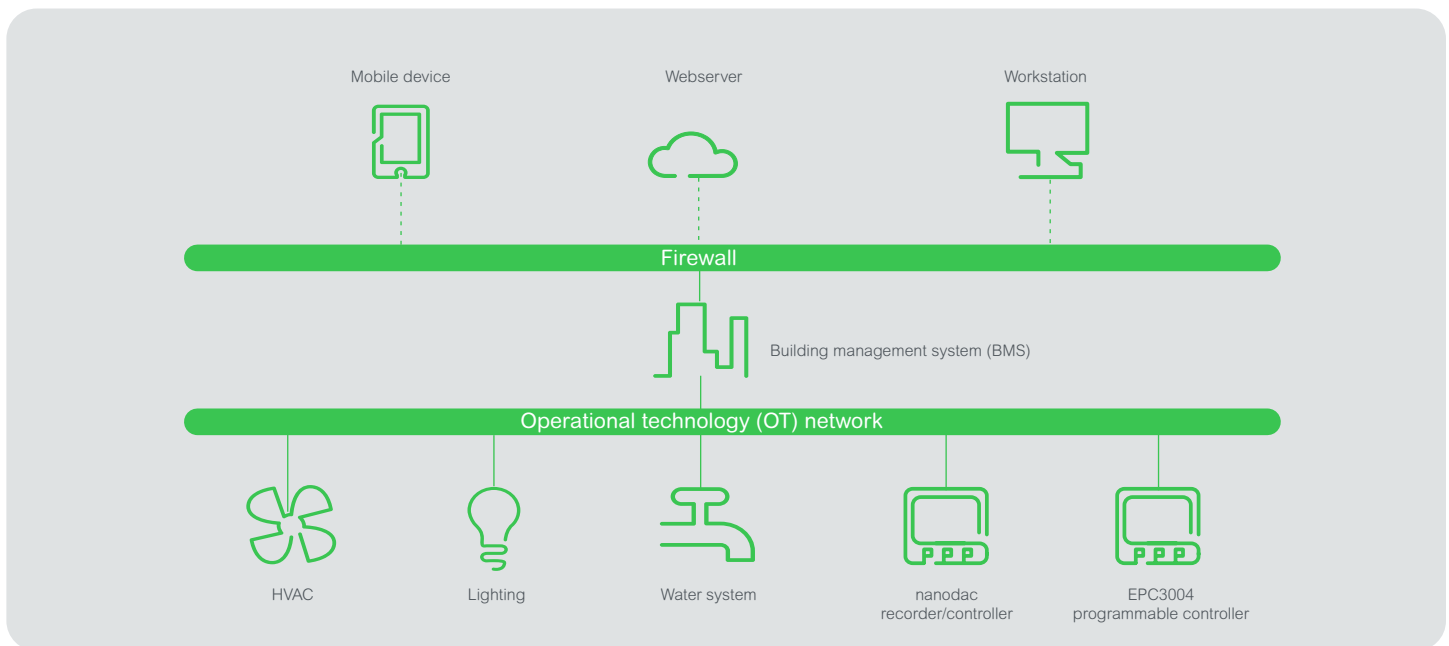 Mobile device
Webserver
Workstation
Firewall
Building management system (BMS)
Operational technology (OT) network
HVAC
Lighting
Water system
nanodac
recorder/controller
EPC3004
programmable controller